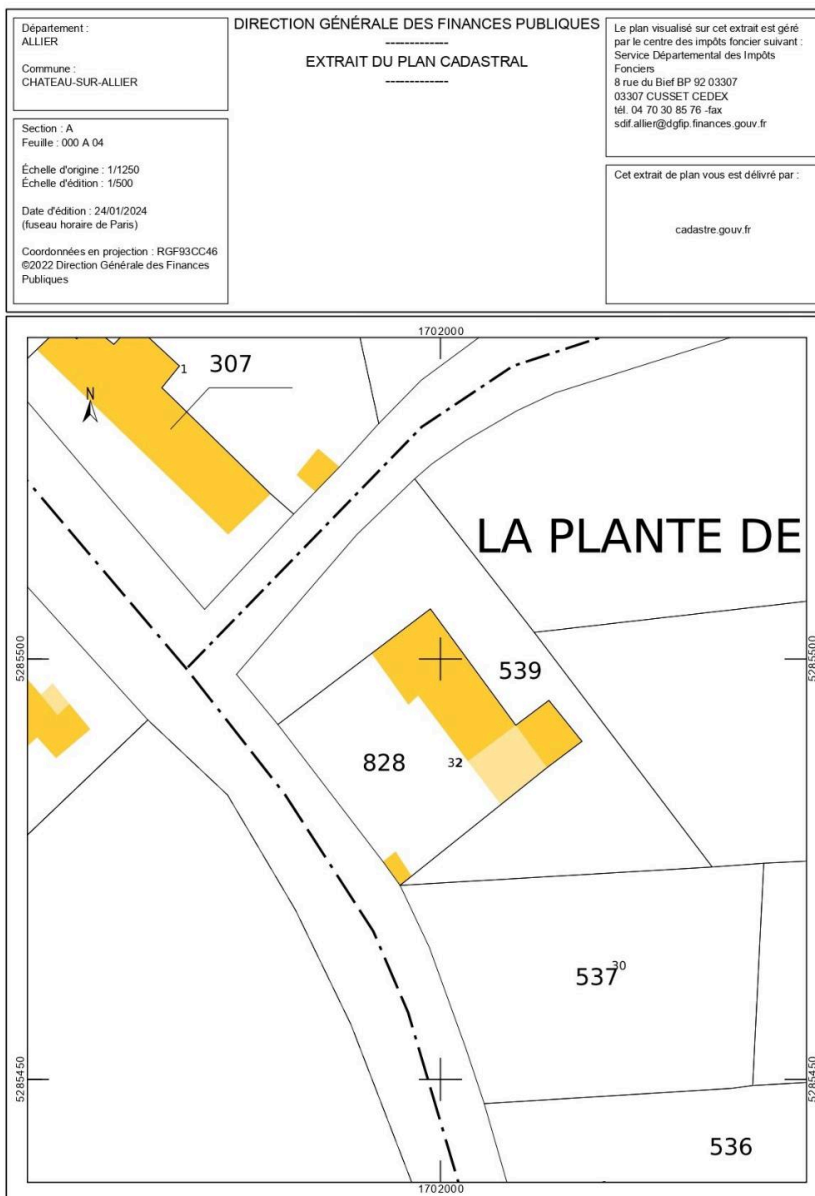 Département :
ALLIER
Commune :
CHATEAU-SUR-ALLIER
Section : A
Feuille : 000 A 04
Échelle d'origine : 1/1250
Échelle d'édition : 1/500
Date d'édition : 24/01/2024
(fuseau horaire de Paris)
Coordonnées en projection : RGF93CC46
©2022 Direction Générale des Finances
Publiques
DIRECTION GÉNÉRALE DES FINANCES PUBLIQUES
-------------
EXTRAIT DU PLAN CADASTRAL
-------------
Le plan visualisé sur cet extrait est géré
par le centre des impôts foncier suivant :
Service Départemental des Impôts
Fonciers
8 rue du Bief BP 92 03307
03307 CUSSET CEDEX
tél. 04 70 30 85 76 -fax
sdif.allier@dgfip.finances.gouv.fr
Cet extrait de plan vous est délivré par :
cadastre.gouv.fr
1702000
1
307
N
LA PLANTE DE
5285500
5285500
539
828
32
537
30
5285450
5285450
536
1702000